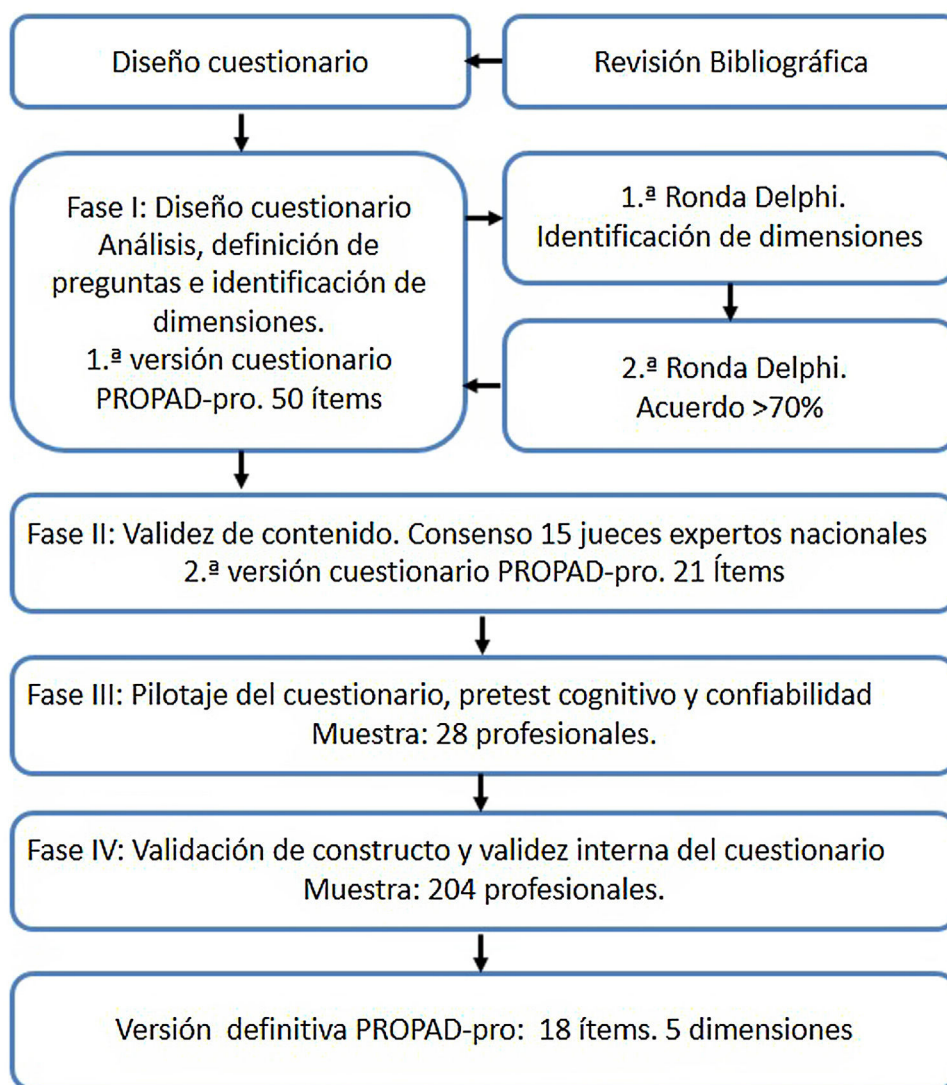 Diseño cuestionario
Revisión Bibliográfica
Fase I: Diseño cuestionario
Análisis, definición de
preguntas e identificación de
dimensiones.
1.ª versión cuestionario
PROPAD-pro. 50 ítems
1.ª Ronda Delphi.
Identificación de dimensiones
2.ª Ronda Delphi.
Acuerdo >70%
Fase II: Validez de contenido. Consenso 15 jueces expertos nacionales
2.ª versión cuestionario PROPAD-pro. 21 Ítems
Fase III: Pilotaje del cuestionario, pretest cognitivo y confiabilidad
Muestra: 28 profesionales.
Fase IV: Validación de constructo y validez interna del cuestionario
Muestra: 204 profesionales.
Versión definitiva PROPAD-pro: 18 ítems. 5 dimensiones